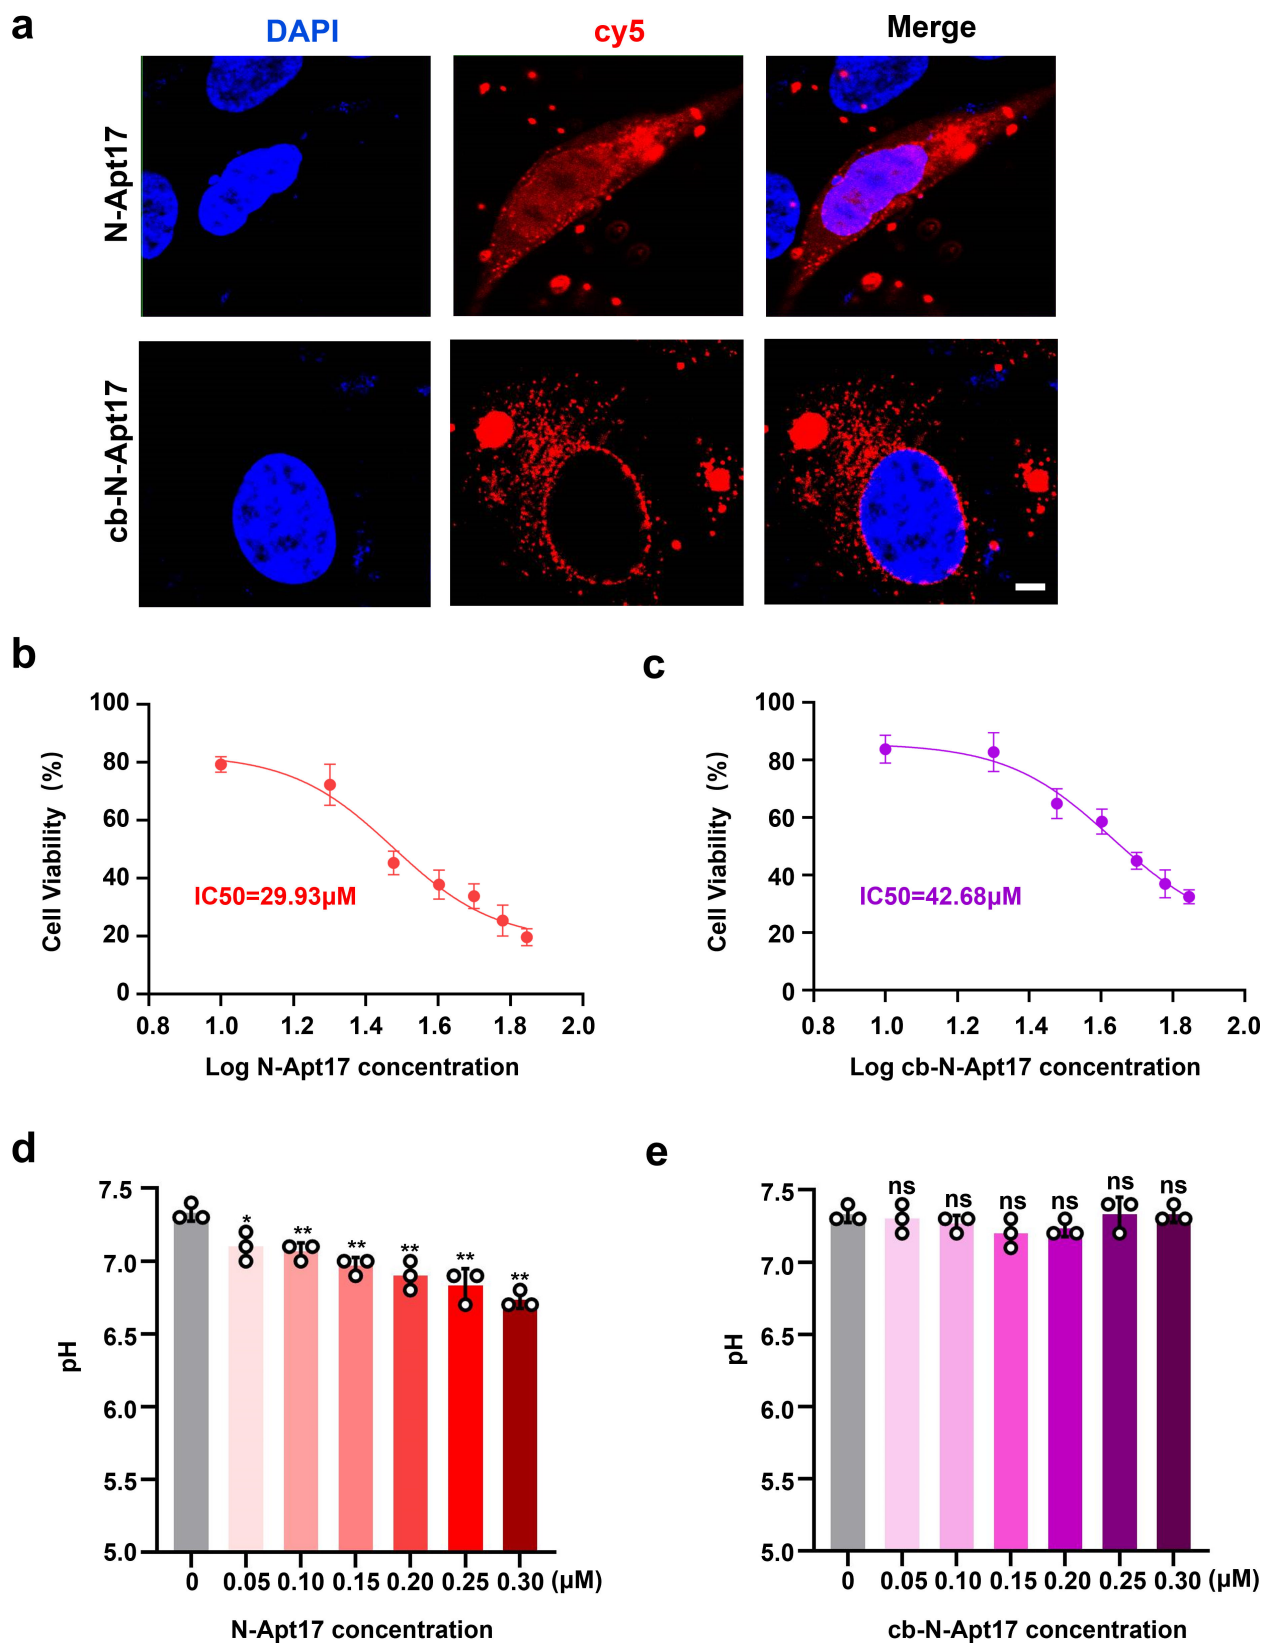 a
DAPI
cy5
Merge
N-Apt17
cb-N-Apt17
b
100
80
60
40
20
0
Cell Viability (%)
IC50=29.93μM
0.8 1.0 1.2 1.4 1.6 1.8 2.0
Log N-Apt17 concentration
c
100
80
60
40
20
0
Cell Viability (%)
IC50=42.68μM
0.8 1.0 1.2 1.4 1.6 1.8 2.0
Log cb-N-Apt17 concentration
d
7.5
7.0
6.5
6.0
5.5
5.0
pH
* ** ** ** ** **
0 0.05 0.10 0.15 0.20 0.25 0.30 (μM)
N-Apt17 concentration
e
7.5
7.0
6.5
6.0
5.5
5.0
pH
ns ns ns ns ns ns
0 0.05 0.10 0.15 0.20 0.25 0.30 (μM)
cb-N-Apt17 concentration